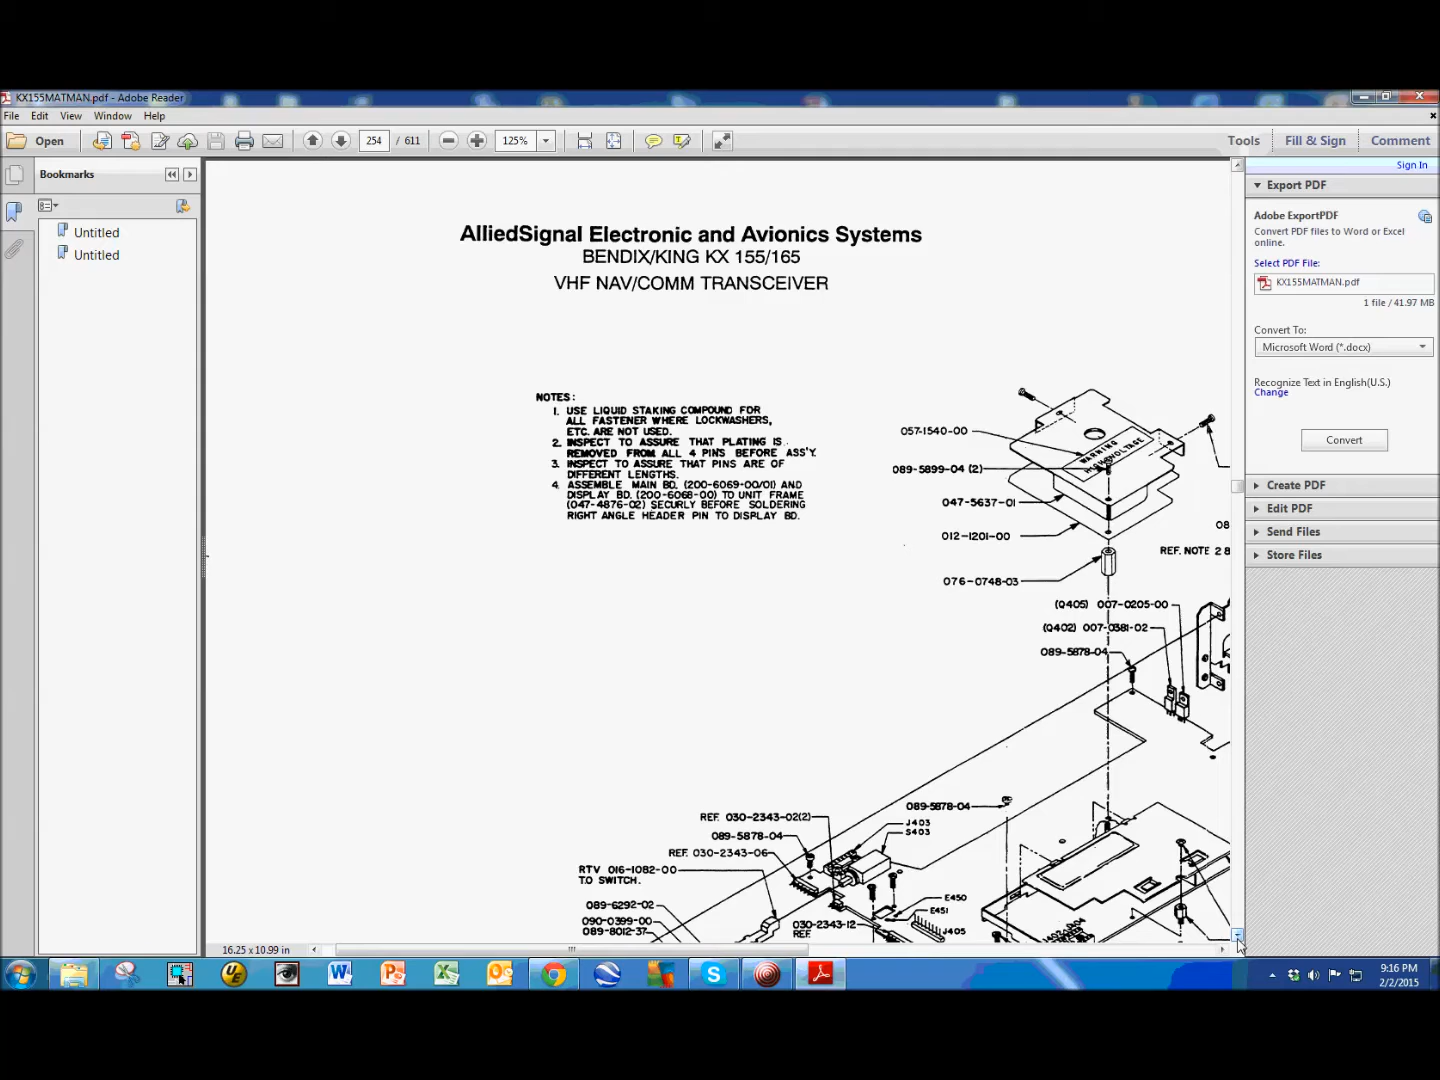 KX155MATMAN.pdf - Adobe Reader
File Edit View Window Help
Open 254 / 611 125% Tools Fill & Sign Comment
Sign In
Bookmarks
Untitled
Untitled
AlliedSignal Electronic and Avionics Systems
BENDIX/KING KX 155/165
VHF NAV/COMM TRANSCEIVER
NOTES:
1. USE LIQUID STAKING COMPOUND FOR
ALL FASTENER WHERE LOCKWASHERS,
ETC. ARE NOT USED.
2. INSPECT TO ASSURE THAT PLATING IS
REMOVED FROM ALL 4 PINS BEFORE ASS'Y.
3. INSPECT TO ASSURE THAT PINS ARE OF
DIFFERENT LENGTHS.
4. ASSEMBLE MAIN BD. (200-6069-00/01) AND
DISPLAY BD. (200-6068-00) TO UNIT FRAME
(047-4876-02) SECURELY BEFORE SOLDERING
RIGHT ANGLE HEADER PIN TO DISPLAY BD.
057-1540-00
WARNING
HIGH VOLTAGE
089-5899-04 (2)
047-5637-01
012-1201-00
08
REF. NOTE 2 8
076-0748-03
(Q405) 007-0205-00
(Q402) 007-0381-02
089-5878-04
089-5878-04
REF. 030-2343-02(2)
J403
S403
089-5878-04
REF. 030-2343-06
RTV 016-1082-00
T.O SWITCH.
089-6292-02
090-0399-00
089-8012-37
E450
E451
030-2343-12
REF.
J405
16.25 x 10.99 in
Export PDF
Adobe ExportPDF
Convert PDF files to Word or Excel
online.
Select PDF File:
KX155MATMAN.pdf
1 file / 41.97 MB
Convert To:
Microsoft Word (*.docx)
Recognize Text in English(U.S.)
Change
Convert
Create PDF
Edit PDF
Send Files
Store Files
9:16 PM
2/2/2015